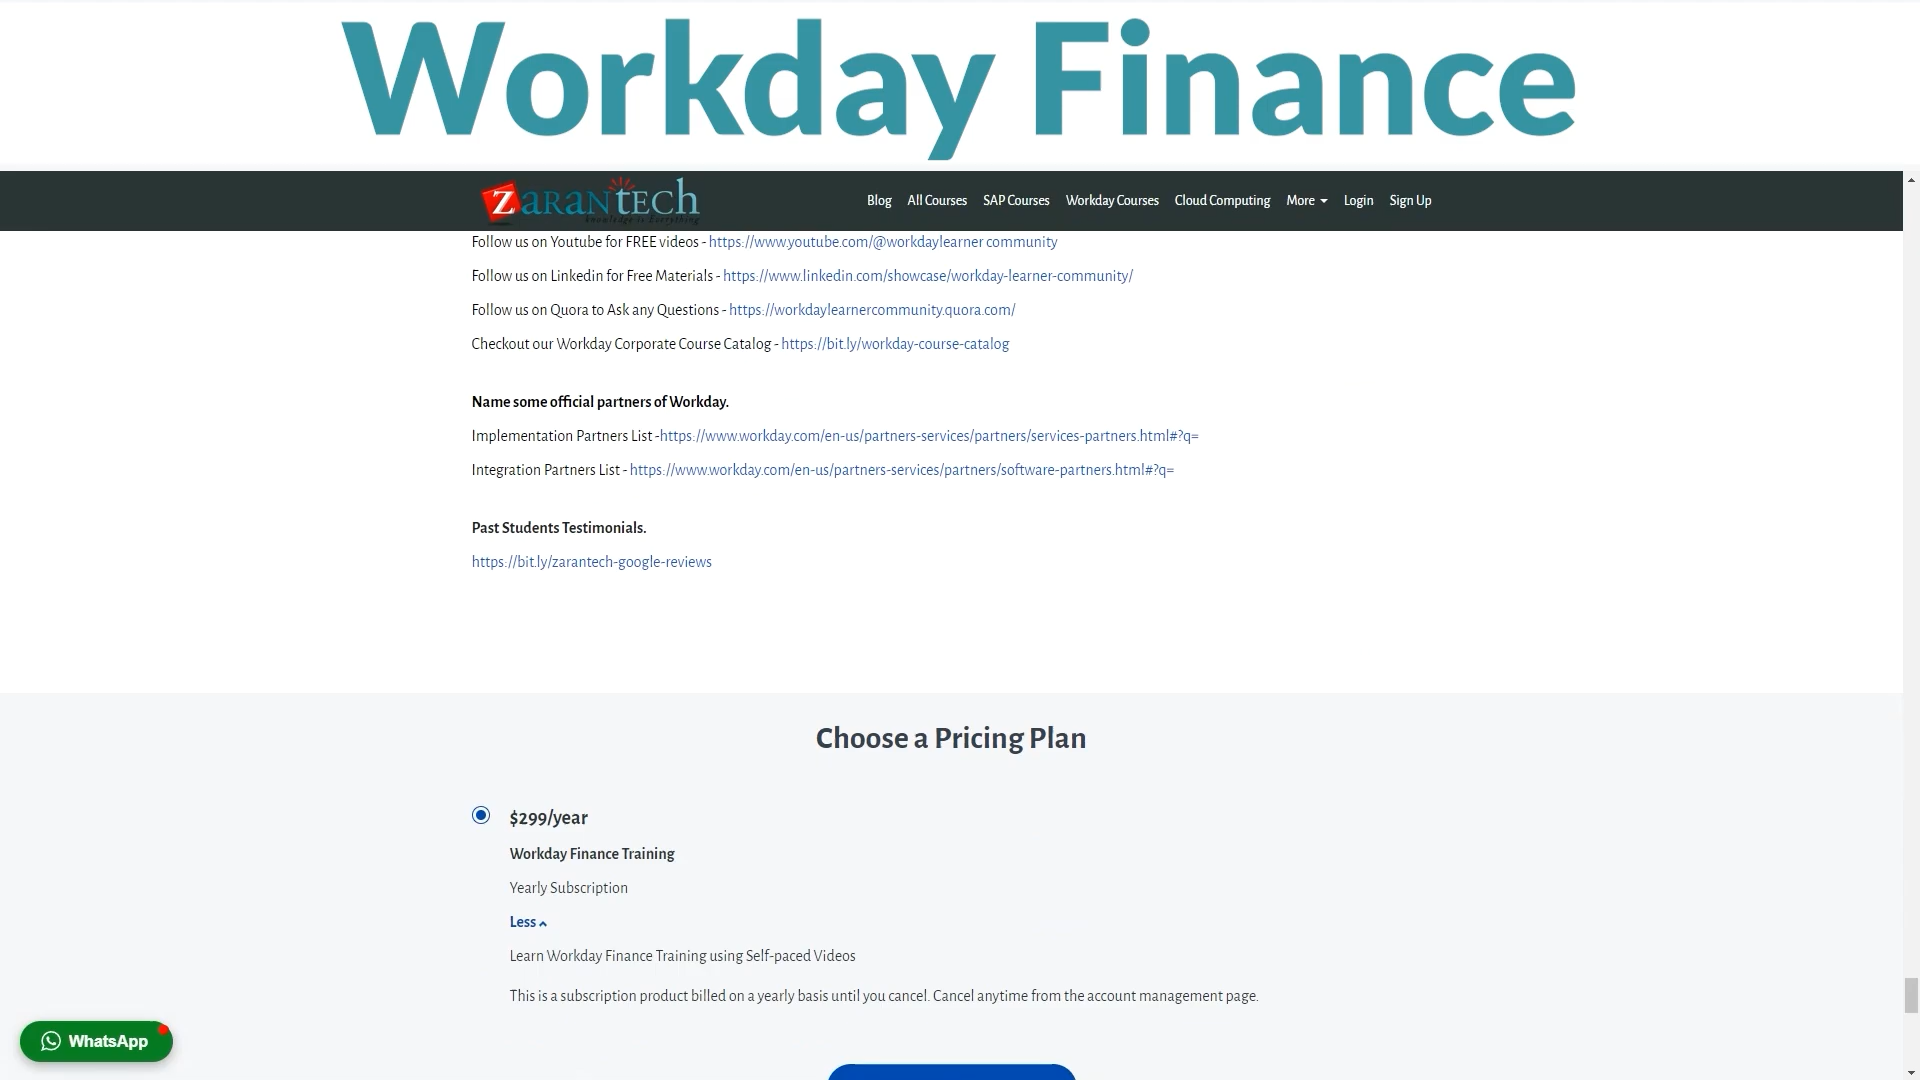 Workday Finance
ZaranTech
knowledge is Everything
Blog All Courses SAP Courses Workday Courses Cloud Computing More Login Sign Up
Follow us on Youtube for FREE videos - https://www.youtube.com/@workdaylearner community
Follow us on Linkedin for Free Materials - https://www.linkedin.com/showcase/workday-learner-community/
Follow us on Quora to Ask any Questions - https://workdaylearnercommunity.quora.com/
Checkout our Workday Corporate Course Catalog - https://bit.ly/workday-course-catalog
Name some official partners of Workday.
Implementation Partners List -https://www.workday.com/en-us/partners-services/partners/services-partners.html#?q=
Integration Partners List - https://www.workday.com/en-us/partners-services/partners/software-partners.html#?q=
Past Students Testimonials.
https://bit.ly/zarantech-google-reviews
Choose a Pricing Plan
$299/year
Workday Finance Training
Yearly Subscription
Less
Learn Workday Finance Training using Self-paced Videos
This is a subscription product billed on a yearly basis until you cancel. Cancel anytime from the account management page.
WhatsApp